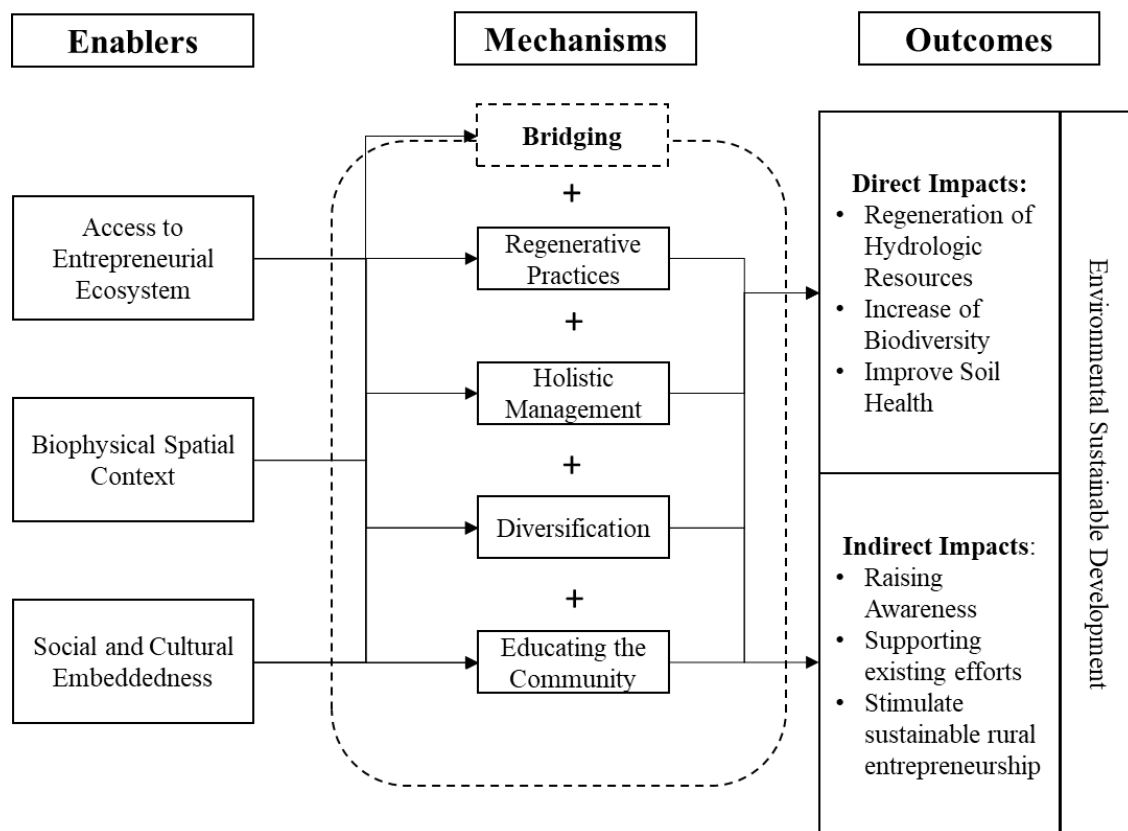 Enablers
Mechanisms
Outcomes
Access to
Entrepreneurial
Ecosystem
Biophysical Spatial
Context
Social and Cultural
Embeddedness
Bridging
+
Regenerative
Practices
+
Holistic
Management
+
Diversification
+
Educating the
Community
Direct Impacts:
• Regeneration of
Hydrologic
Resources
• Increase of
Biodiversity
• Improve Soil
Health
Indirect Impacts:
• Raising
Awareness
• Supporting
existing efforts
• Stimulate
sustainable rural
entrepreneurship
Environmental Sustainable Development